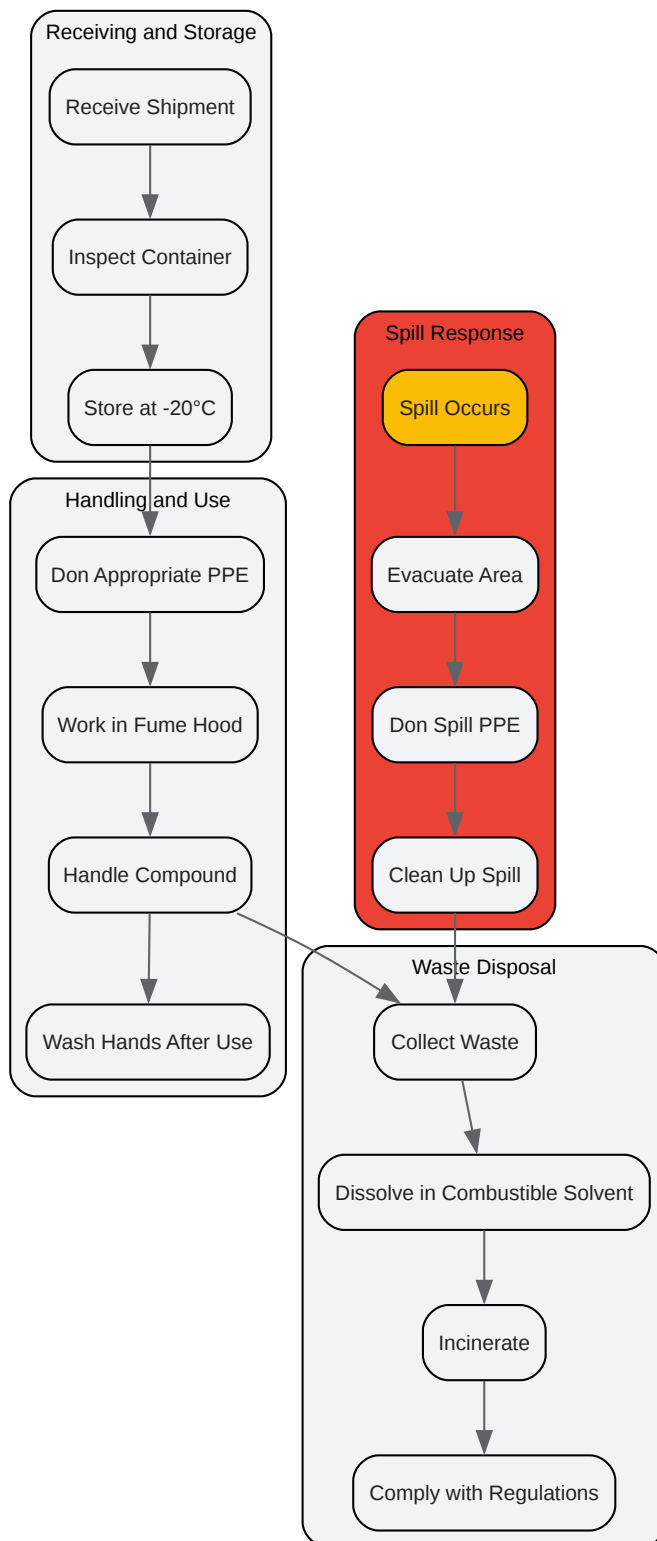 Receiving and Storage
Receive Shipment
Inspect Container
Store at -20°C
Handling and Use
Don Appropriate PPE
Work in Fume Hood
Handle Compound
Wash Hands After Use
Spill Response
Spill Occurs
Evacuate Area
Don Spill PPE
Clean Up Spill
Waste Disposal
Collect Waste
Dissolve in Combustible Solvent
Incinerate
Comply with Regulations